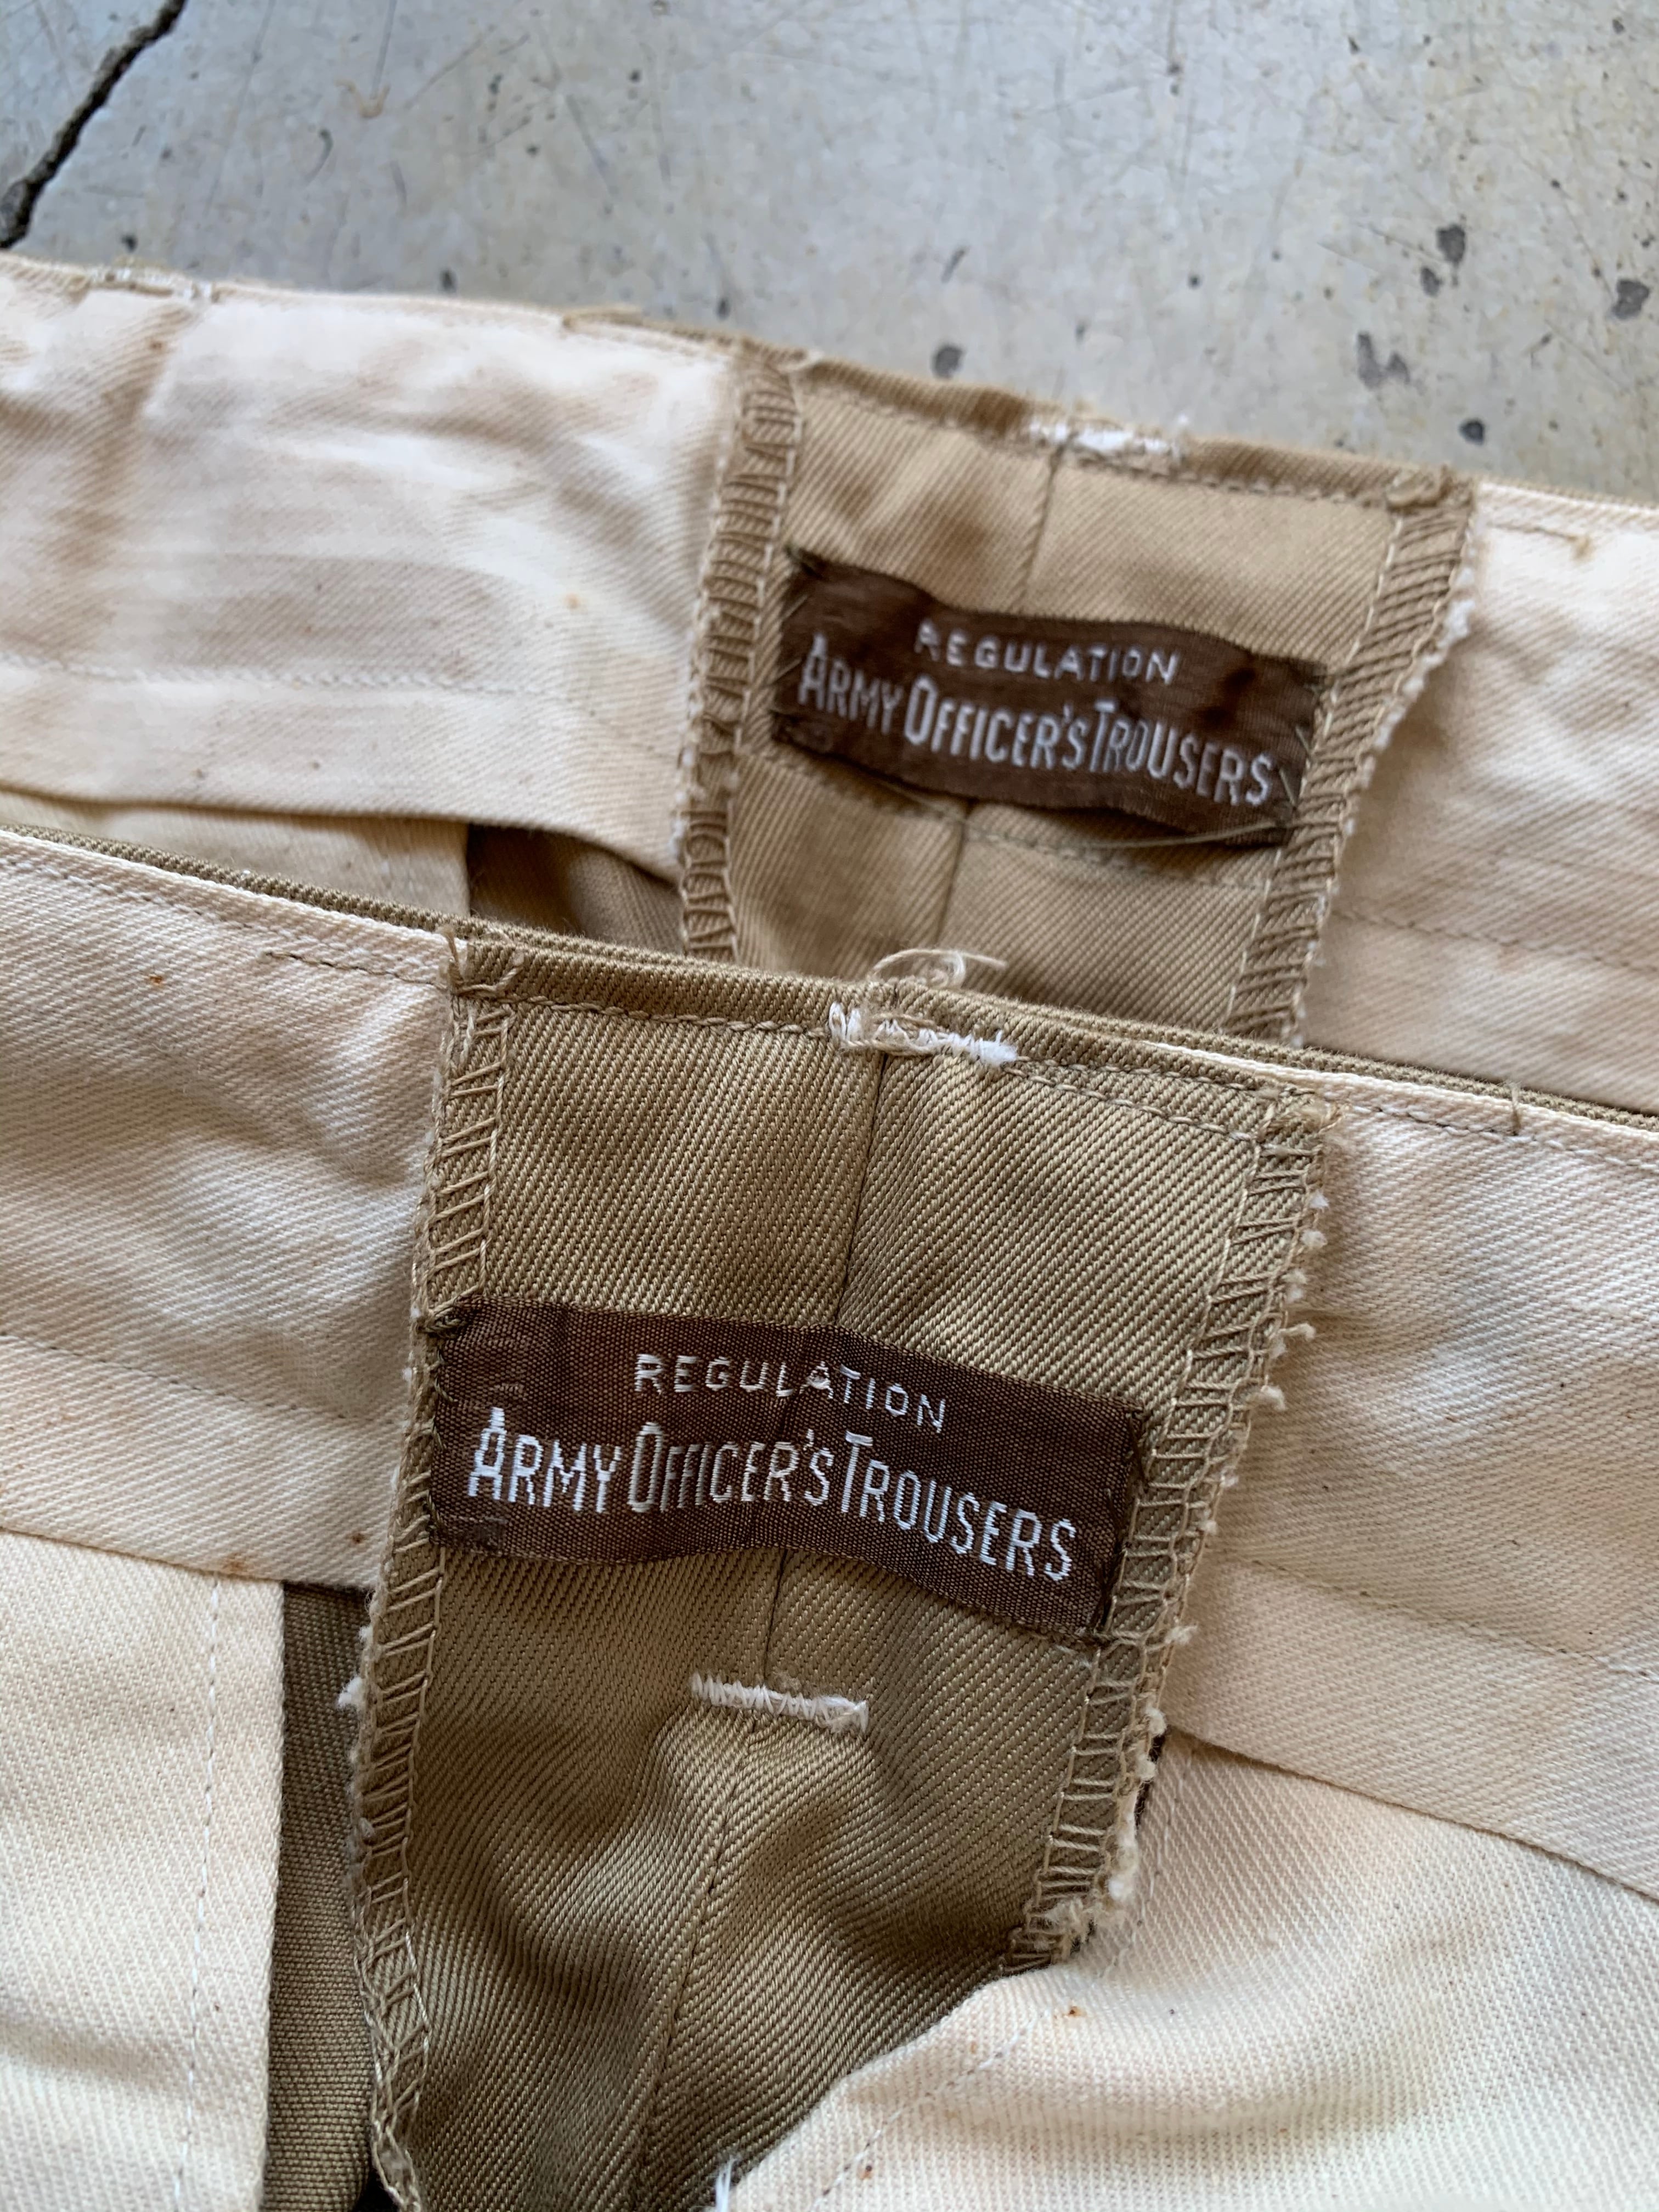 REGULATION
ARMY OFFICER'S TROUSERS
REGULATION
ARMY OFFICER'S TROUSERS